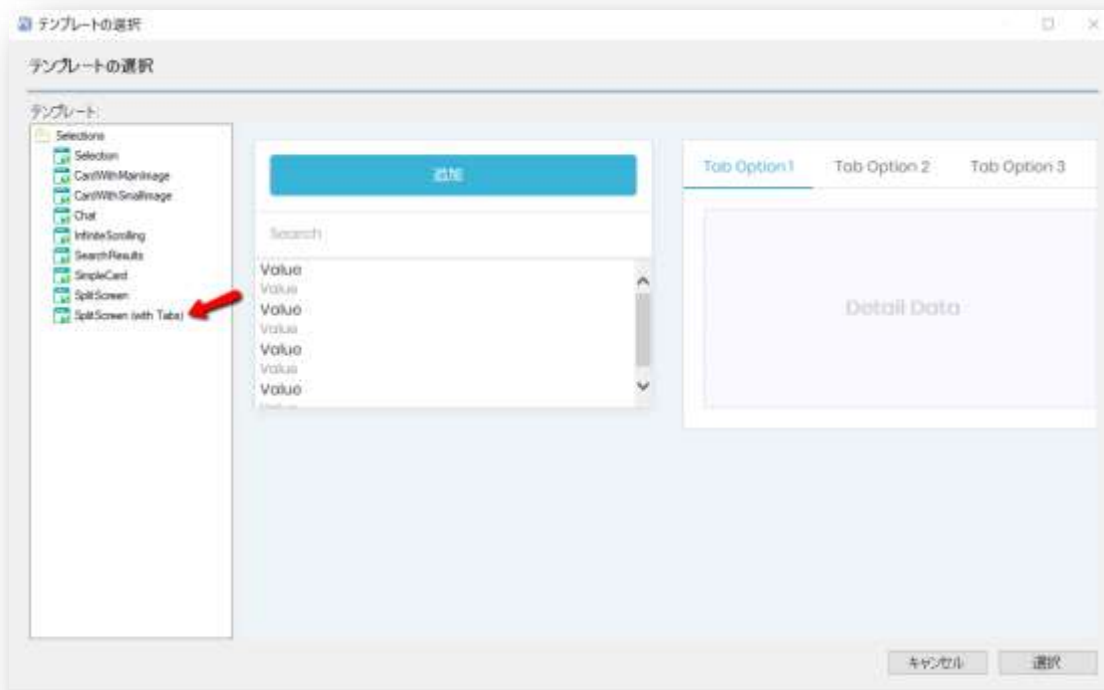 テンプレートの選択
テンプレートの選択
テンプレート:
Selections
Selection
CardWithMainImage
CardWithSmallImage
Chat
InfiniteScrolling
SearchResults
SimpleCard
SplitScreen
SplitScreen (with Tabs)
追加
Search
Value
Value
Value
Value
Value
Value
Value
Tab Option 1 Tab Option 2 Tab Option 3
Detail Data
キャンセル 選択